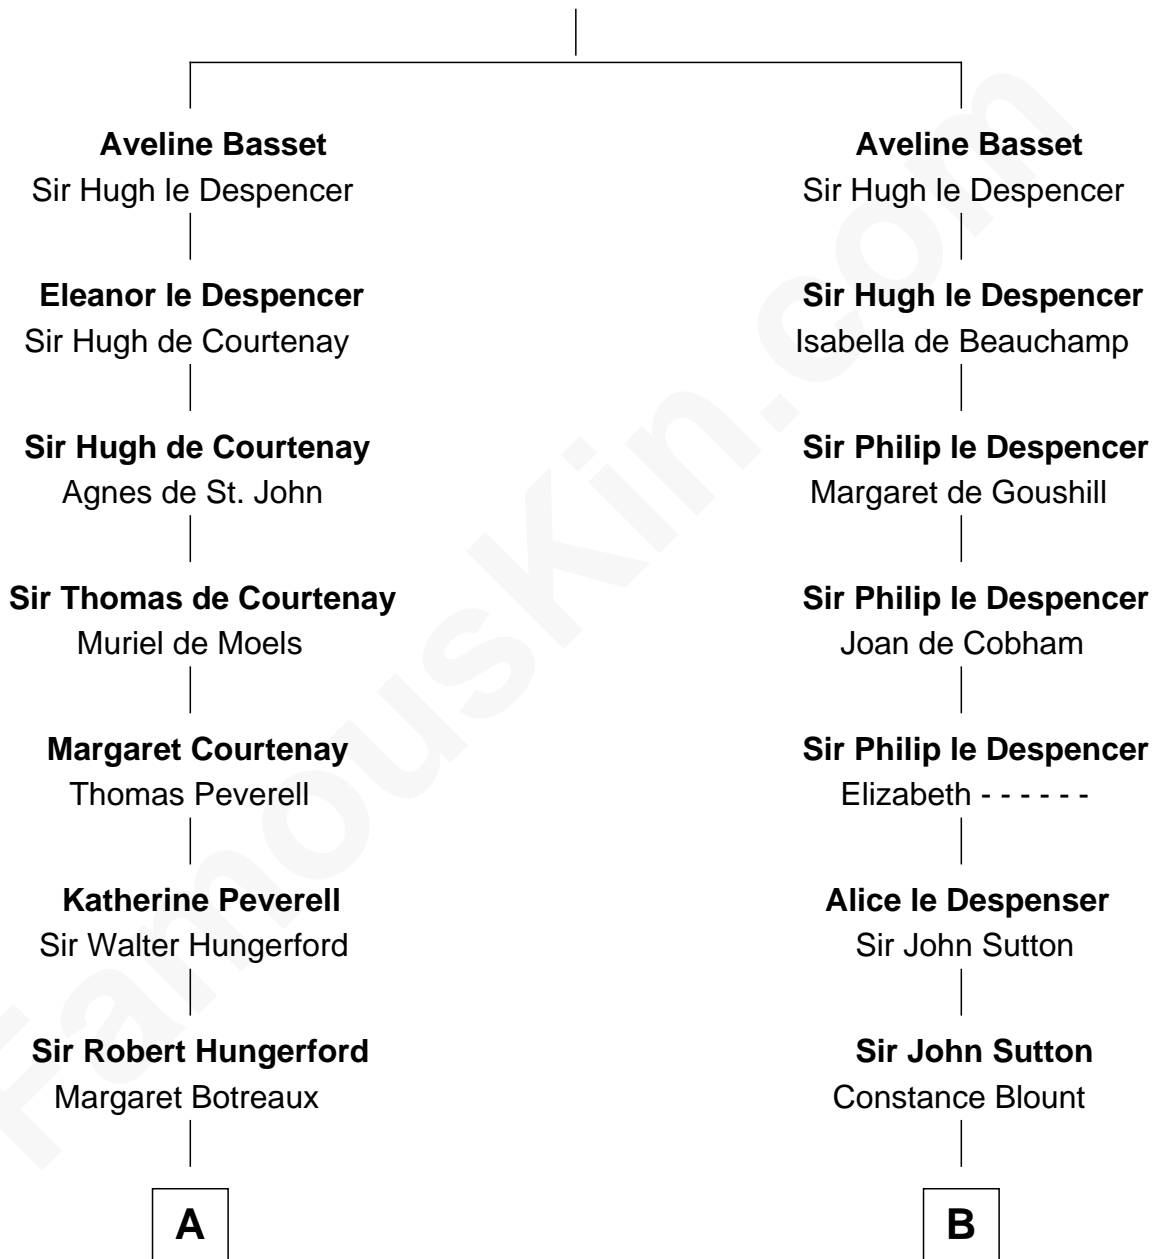 Aveline Basset
Sir Hugh le Despencer
Eleanor le Despencer
Sir Hugh de Courtenay
Sir Hugh de Courtenay
Agnes de St. John
Sir Thomas de Courtenay
Muriel de Moels
Margaret Courtenay
Thomas Peverell
Katherine Peverell
Sir Walter Hungerford
Sir Robert Hungerford
Margaret Botreaux
A
Aveline Basset
Sir Hugh le Despencer
Sir Hugh le Despencer
Isabella de Beauchamp
Sir Philip le Despencer
Margaret de Goushill
Sir Philip le Despencer
Joan de Cobham
Sir Philip le Despencer
Elizabeth - - - - - -
Alice le Despenser
Sir John Sutton
Sir John Sutton
Constance Blount
B
FamousKin.com